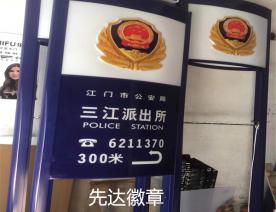 江门市公安局
三江派出所
POLICE STATION
☎6211370
300米
先达徽章